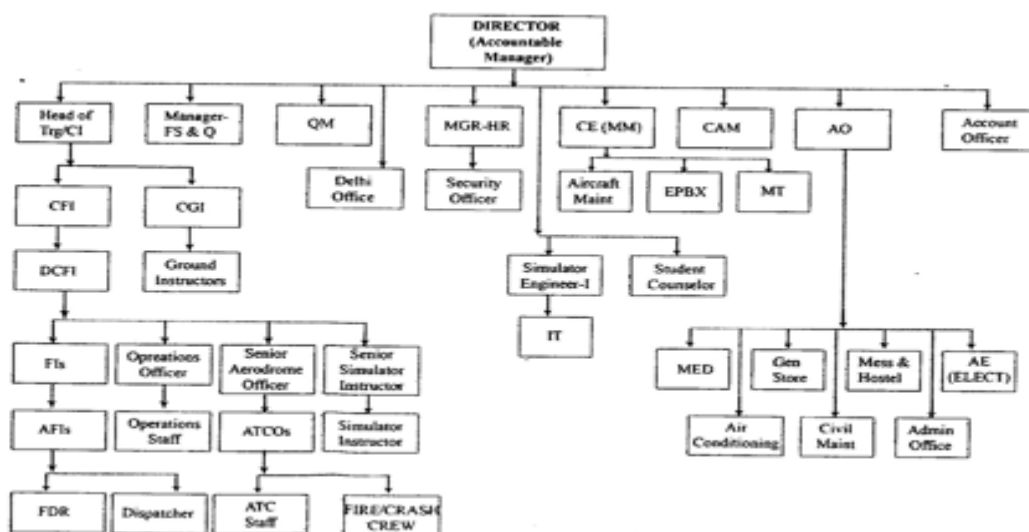 DIRECTOR
(Accountable
Manager)
Head of
Trg/CI
Manager-
FS & Q
QM
MGR-HR
CE (MM)
CAM
AO
Account
Officer
Delhi
Office
Security
Officer
Aircraft
Maint
EPBX
MT
CFI
CGI
DCFI
Ground
Instructors
Simulator
Engineer-I
Student
Counselor
IT
FIs
Opreations
Officer
Senior
Aerodrome
Officer
Senior
Simulator
Instructor
MED
Gen
Store
Mess &
Hostel
AE
(ELECT)
AFIs
Operations
Staff
ATCOs
Simulator
Instructor
Air
Conditioning
Civil
Maint
Admin
Office
FDR
Dispatcher
ATC
Staff
FIRE/CRASH
CREW